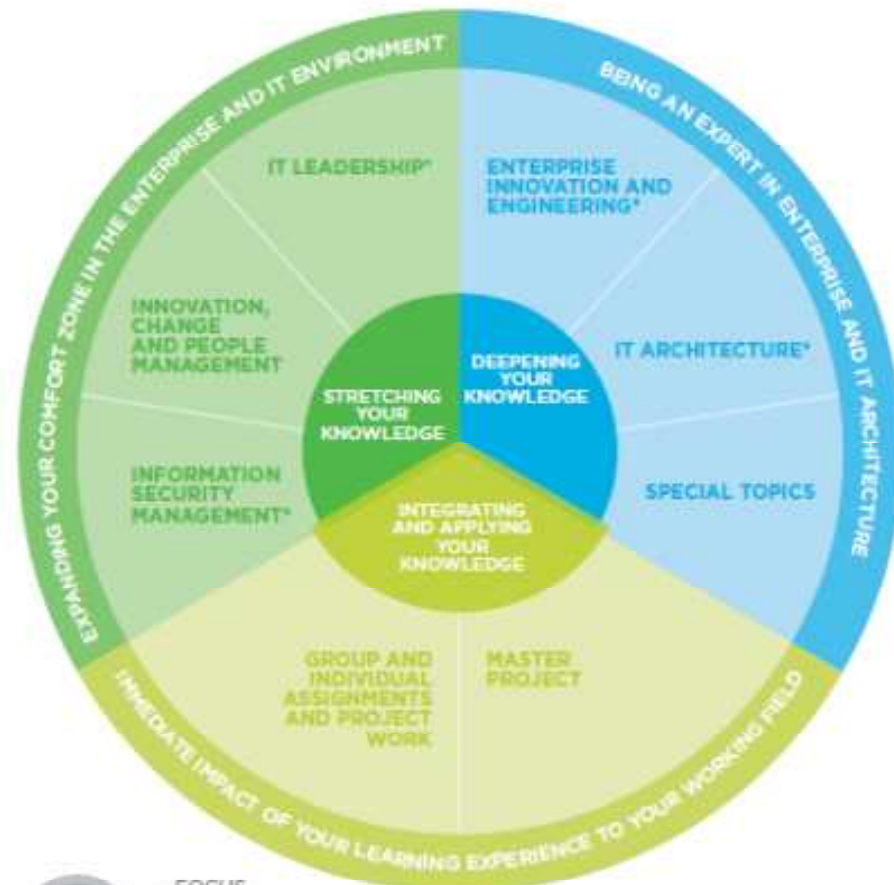 EXPANDING YOUR COMFORT ZONE IN THE ENTERPRISE AND IT ENVIRONMENT
BEING AN EXPERT IN ENTERPRISE AND IT ARCHITECTURE
IT LEADERSHIP*
ENTERPRISE
INNOVATION AND
ENGINEERING*
INNOVATION,
CHANGE
AND PEOPLE
MANAGEMENT
IT ARCHITECTURE*
STRETCHING
YOUR
KNOWLEDGE
DEEPENING
YOUR
KNOWLEDGE
INFORMATION
SECURITY
MANAGEMENT*
SPECIAL TOPICS
INTEGRATING
AND APPLYING
YOUR
KNOWLEDGE
GROUP AND
INDIVIDUAL
ASSIGNMENTS
AND PROJECT
WORK
MASTER
PROJECT
IMMEDIATE IMPACT OF YOUR LEARNING EXPERIENCE TO YOUR WORKING FIELD
FOCUS